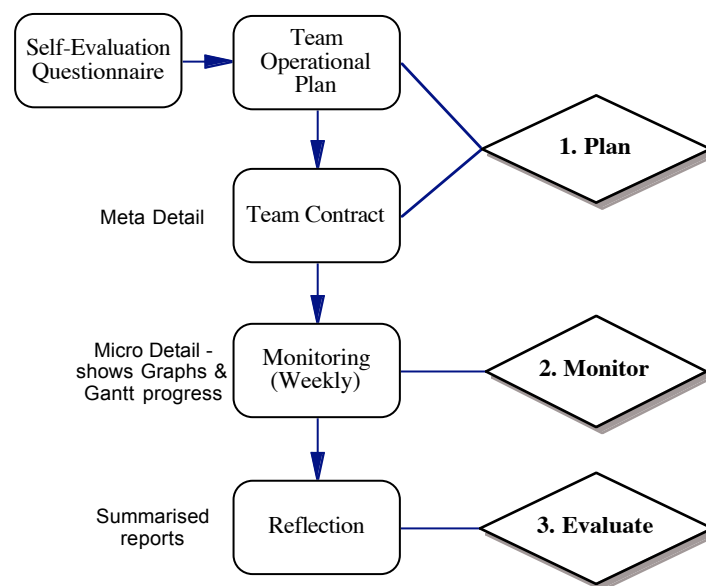 Self-Evaluation
Questionnaire
Team
Operational
Plan
1. Plan
Meta Detail
Team Contract
Micro Detail -
shows Graphs &
Gantt progress
Monitoring
(Weekly)
2. Monitor
Summarised
reports
Reflection
3. Evaluate